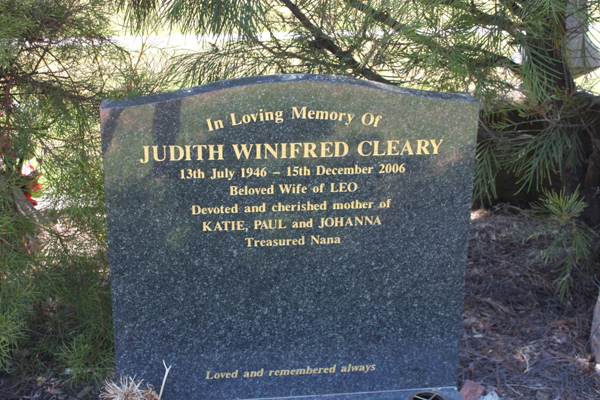 In Loving Memory Of
JUDITH WINIFRED CLEARY
13th July 1946 – 15th December 2006
Beloved Wife of LEO
Devoted and cherished mother of
KATIE, PAUL and JOHANNA
Treasured Nana
Loved and remembered always